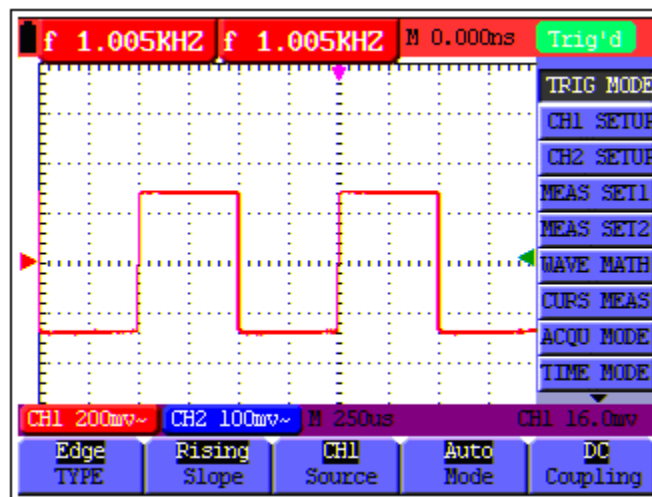 f 1.005KHZ f 1.005KHZ M 0.000ns Trig'd
TRIG MODE
CH1 SETUP
CH2 SETUP
MEAS SET1
MEAS SET2
WAVE MATH
CURS MEAS
ACQU MODE
TIME MODE
CH1 200mv~ CH2 100mv~ M 250us CH1 16.0mv
Edge Rising CH1 Auto DC
TYPE Slope Source Mode Coupling